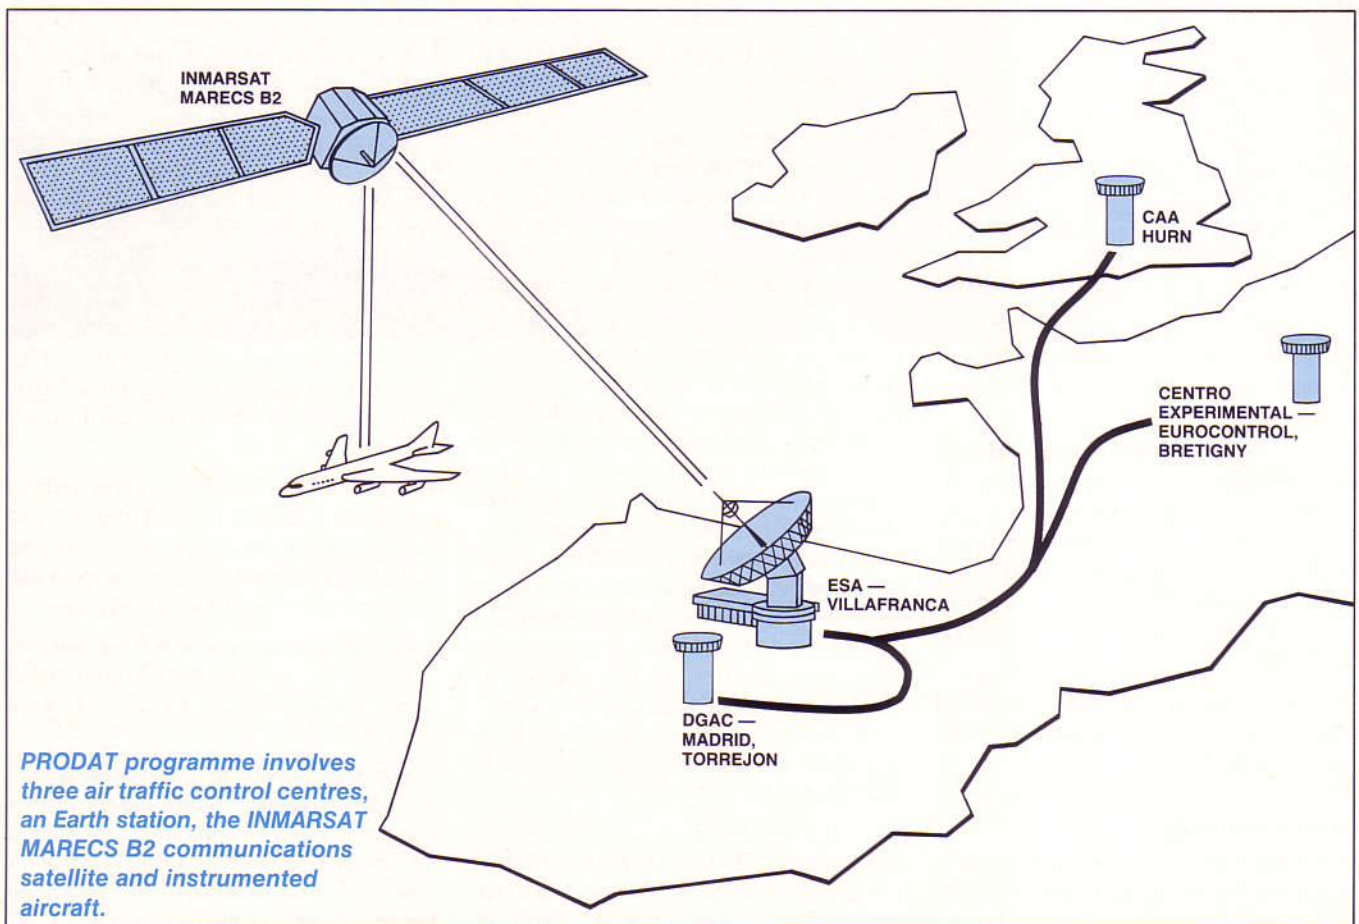 INMARSAT
MARECS B2
CAA
HURN
CENTRO
EXPERIMENTAL —
EUROCONTROL,
BRETIGNY
ESA —
VILLAFRANCA
DGAC —
MADRID,
TORREJON
PRODAT programme involves
three air traffic control centres,
an Earth station, the INMARSAT
MARECS B2 communications
satellite and instrumented
aircraft.